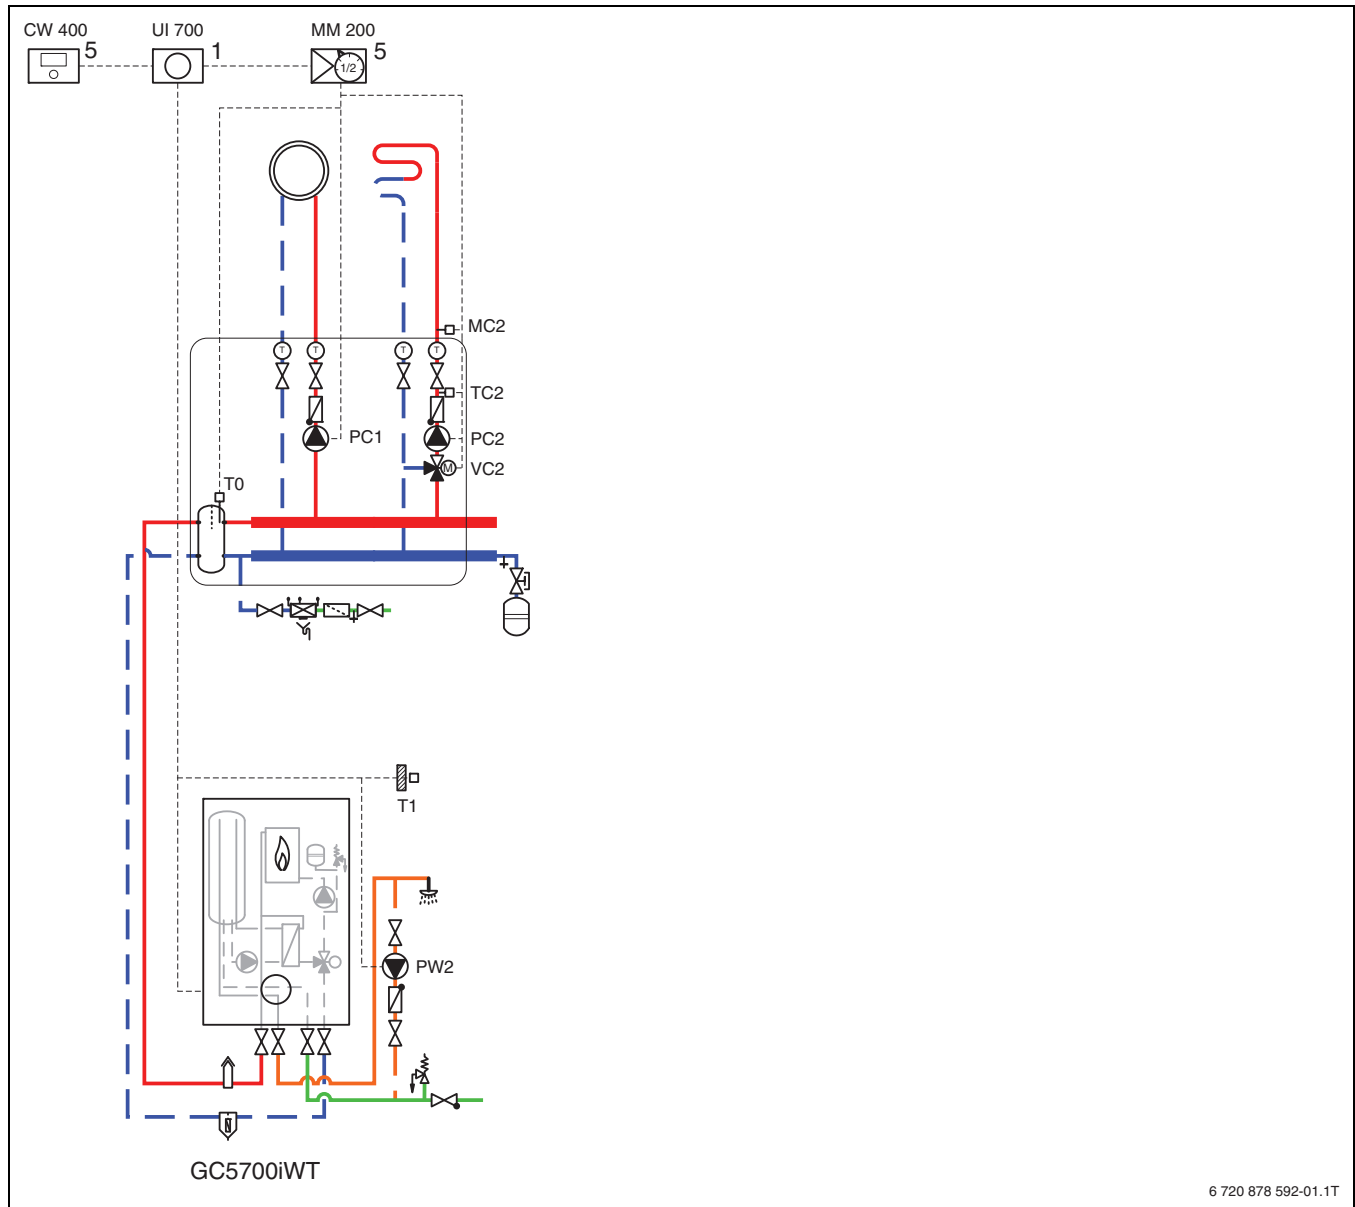 CW 400
UI 700
MM 200
5
1
5
1/2
MC2
T
T
T
T
TC2
PC1
PC2
VC2
M
T0
T1
PW2
GC5700iWT
6 720 878 592-01.1T